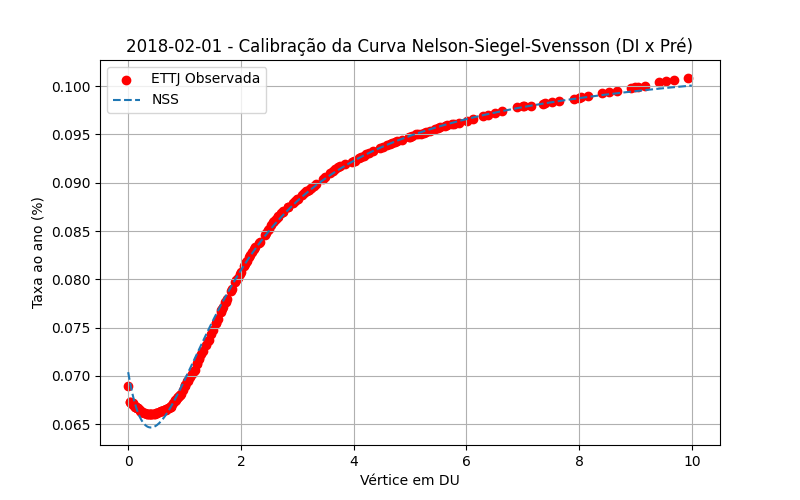 2018-02-01 - Calibração da Curva Nelson-Siegel-Svensson (DI x Pré)
ETTJ Observada
NSS
Taxa ao ano (%)
0.100
0.095
0.090
0.085
0.080
0.075
0.070
0.065
0 2 4 6 8 10
Vértice em DU